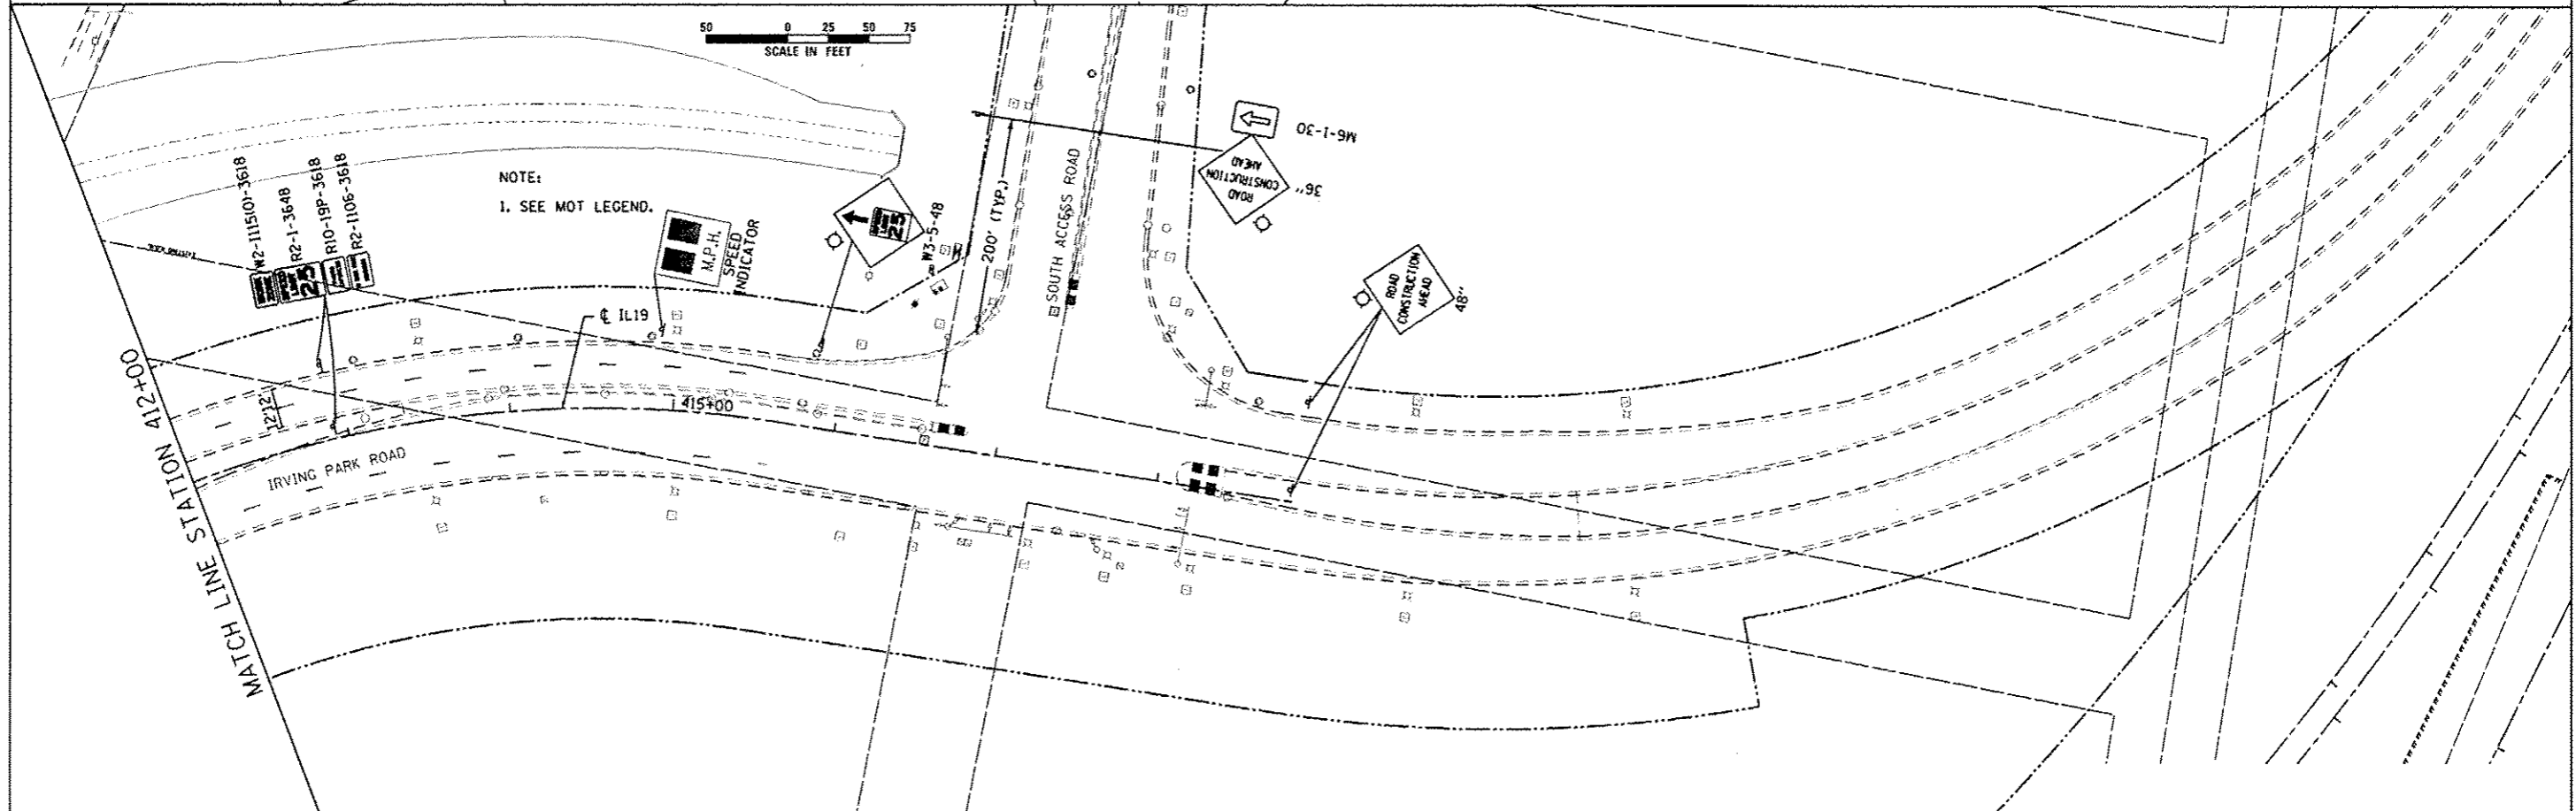 50 0 25 50 75
SCALE IN FEET
NOTE:
1. SEE MOT LEGEND.
W2-I115(0)-3618
R2-1-3648
R10-19P-3618
R2-I106-3618
25
M.P.H.
SPEED
INDICATOR
25
W3-5-48
200' (TYP.)
SOUTH ACCESS ROAD
M6-1-30
ROAD
CONSTRUCTION
AHEAD
36"
ROAD
CONSTRUCTION
AHEAD
48"
℄ IL19
415+00
12' 12'
IRVING PARK ROAD
MATCH LINE STATION 412+00